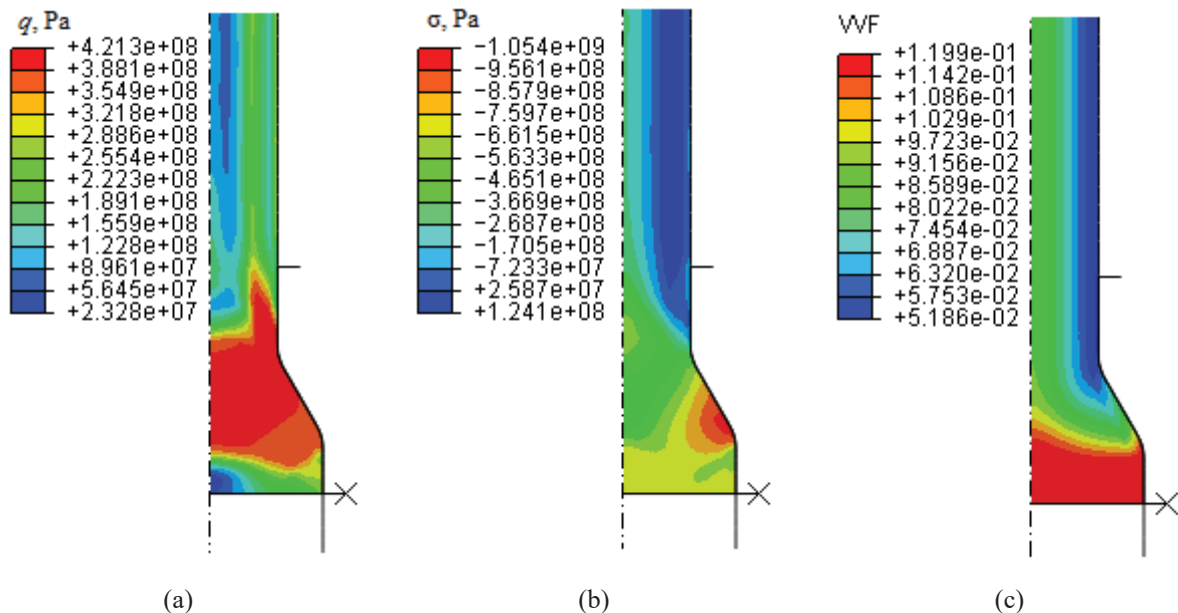 q, Pa
+4.213e+08
+3.881e+08
+3.549e+08
+3.218e+08
+2.886e+08
+2.554e+08
+2.223e+08
+1.891e+08
+1.559e+08
+1.228e+08
+8.961e+07
+5.645e+07
+2.328e+07
(a)
σ, Pa
-1.054e+09
-9.561e+08
-8.579e+08
-7.597e+08
-6.615e+08
-5.633e+08
-4.651e+08
-3.669e+08
-2.687e+08
-1.705e+08
-7.233e+07
+2.587e+07
+1.241e+08
(b)
VVF
+1.199e-01
+1.142e-01
+1.086e-01
+1.029e-01
+9.723e-02
+9.156e-02
+8.589e-02
+8.022e-02
+7.454e-02
+6.887e-02
+6.320e-02
+5.753e-02
+5.186e-02
(c)